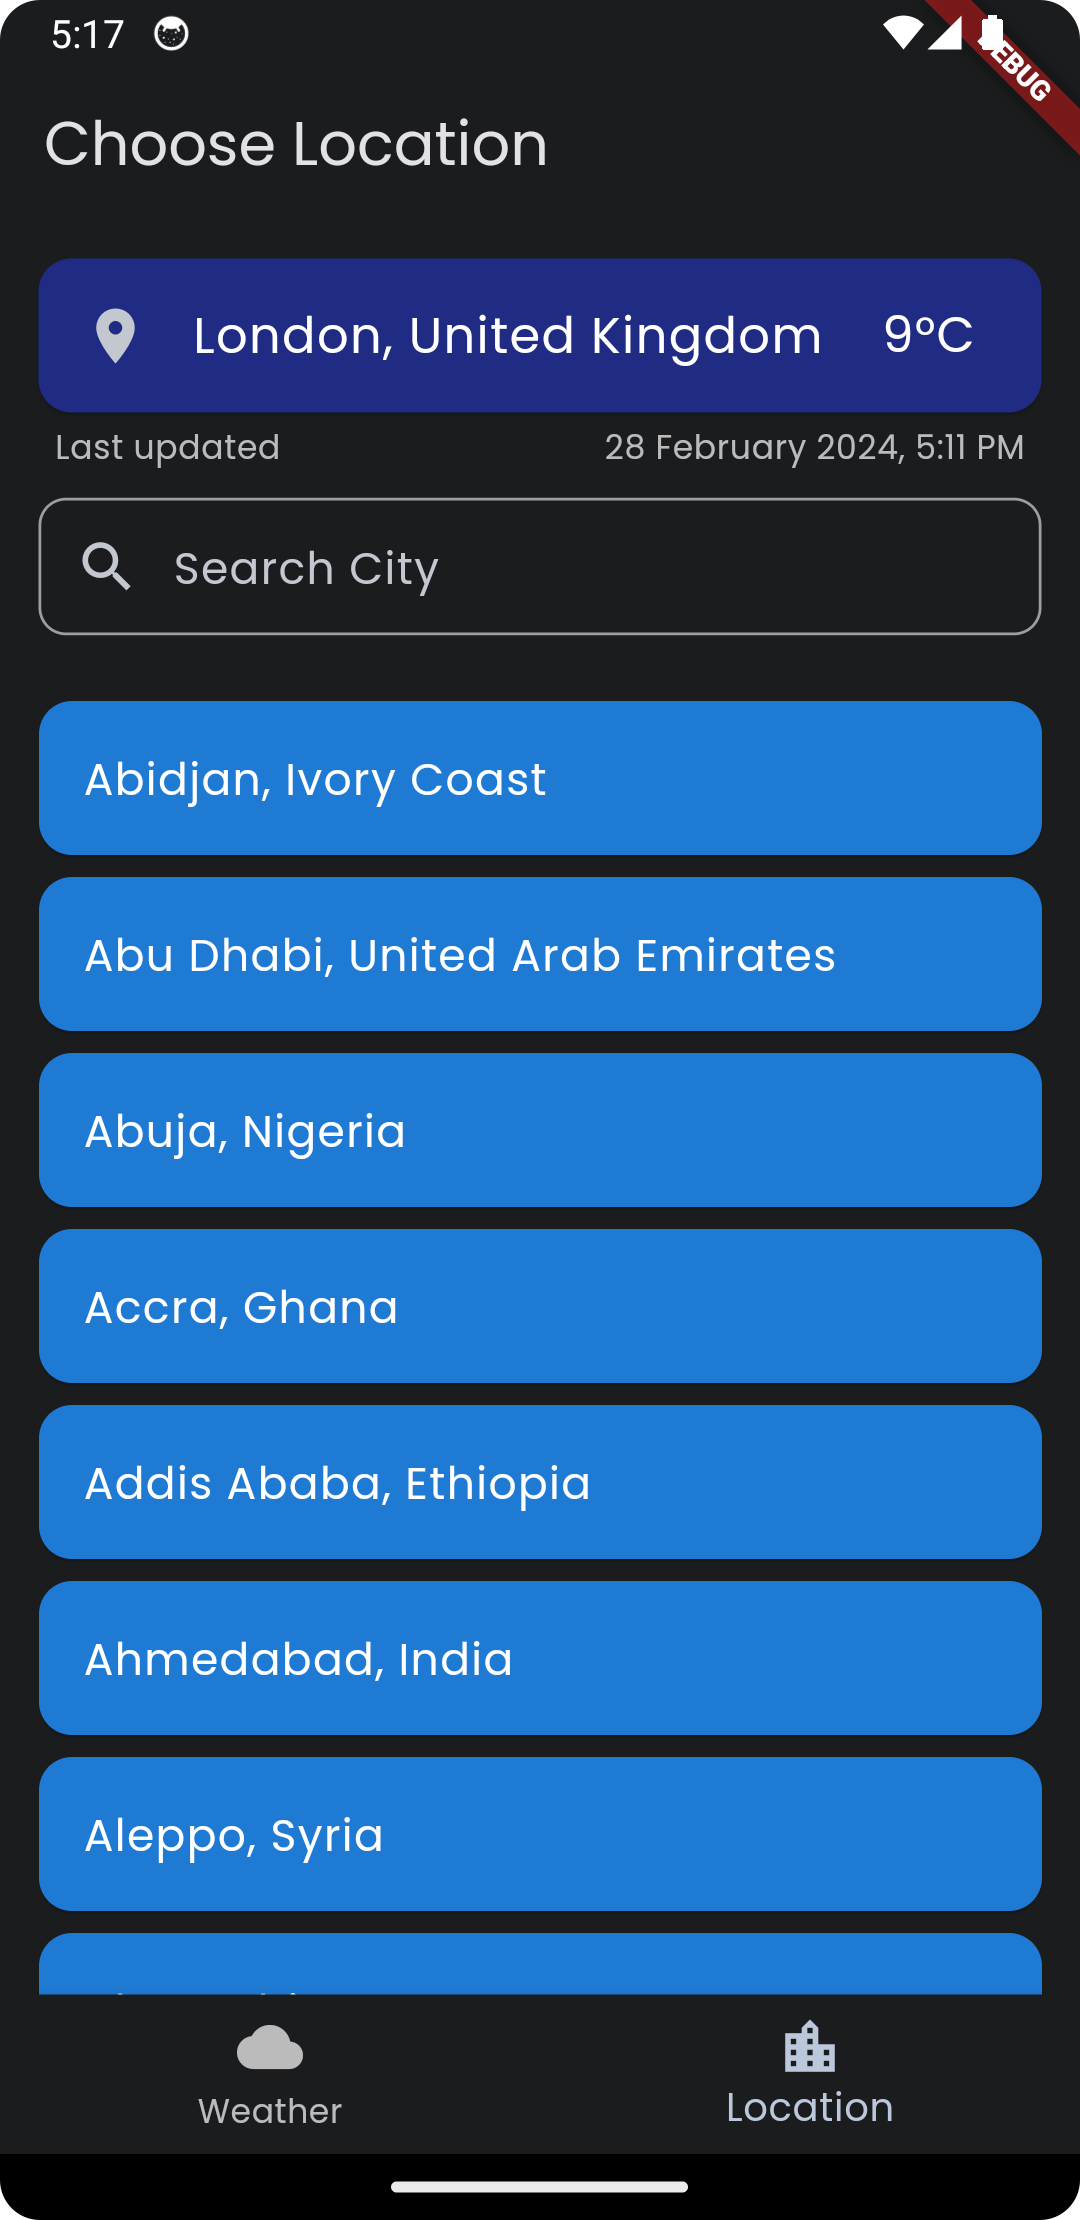 5:17
DEBUG
Choose Location
London, United Kingdom 9°C
Last updated 28 February 2024, 5:11 PM
Search City
Abidjan, Ivory Coast
Abu Dhabi, United Arab Emirates
Abuja, Nigeria
Accra, Ghana
Addis Ababa, Ethiopia
Ahmedabad, India
Aleppo, Syria
Weather Location